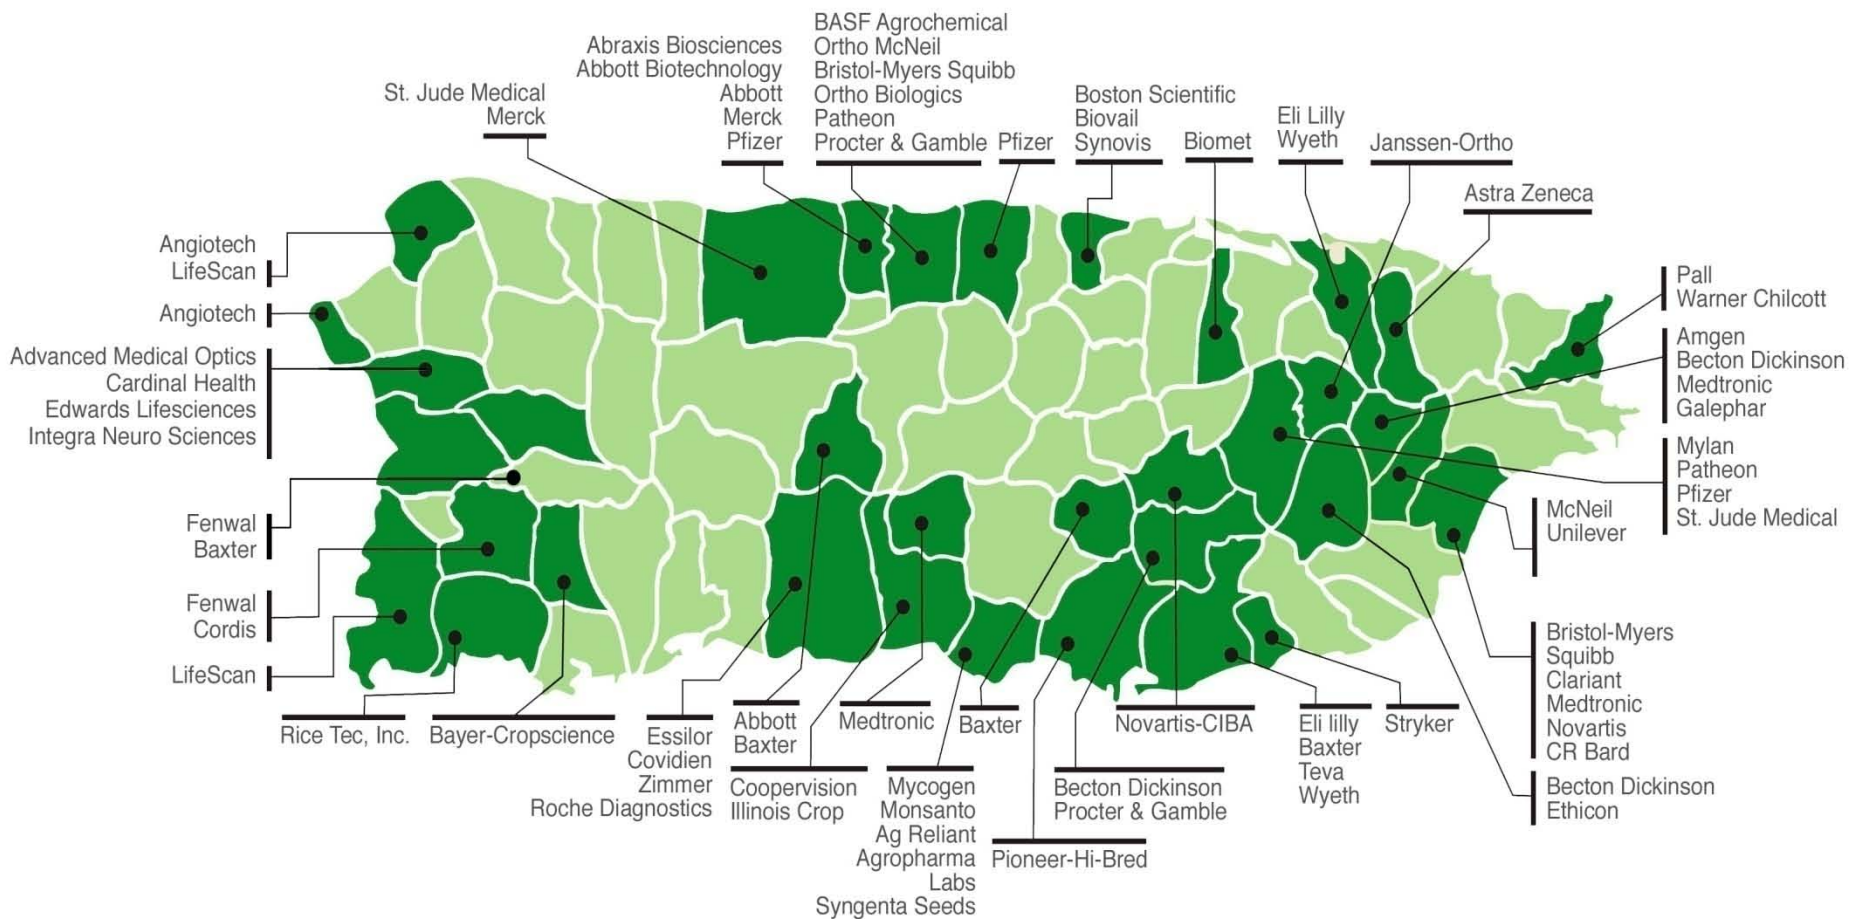 BASF Agrochemical
Ortho McNeil
Bristol-Myers Squibb
Ortho Biologics
Patheon
Procter & Gamble
Abraxis Biosciences
Abbott Biotechnology
Abbott
Merck
Pfizer
St. Jude Medical
Merck
Pfizer
Boston Scientific
Biovail
Synovis
Biomet
Eli Lilly
Wyeth
Janssen-Ortho
Astra Zeneca
Angiotech
LifeScan
Angiotech
Advanced Medical Optics
Cardinal Health
Edwards Lifesciences
Integra Neuro Sciences
Fenwal
Baxter
Fenwal
Cordis
LifeScan
Pall
Warner Chilcott
Amgen
Becton Dickinson
Medtronic
Galephar
Mylan
Patheon
Pfizer
St. Jude Medical
McNeil
Unilever
Bristol-Myers
Squibb
Clariant
Medtronic
Novartis
CR Bard
Becton Dickinson
Ethicon
Rice Tec, Inc.
Bayer-Cropscience
Essilor
Covidien
Zimmer
Roche Diagnostics
Abbott
Baxter
Coopervision
Illinois Crop
Medtronic
Mycogen
Monsanto
Ag Reliant
Agropharma
Labs
Syngenta Seeds
Baxter
Pioneer-Hi-Bred
Becton Dickinson
Procter & Gamble
Novartis-CIBA
Eli lilly
Baxter
Teva
Wyeth
Stryker